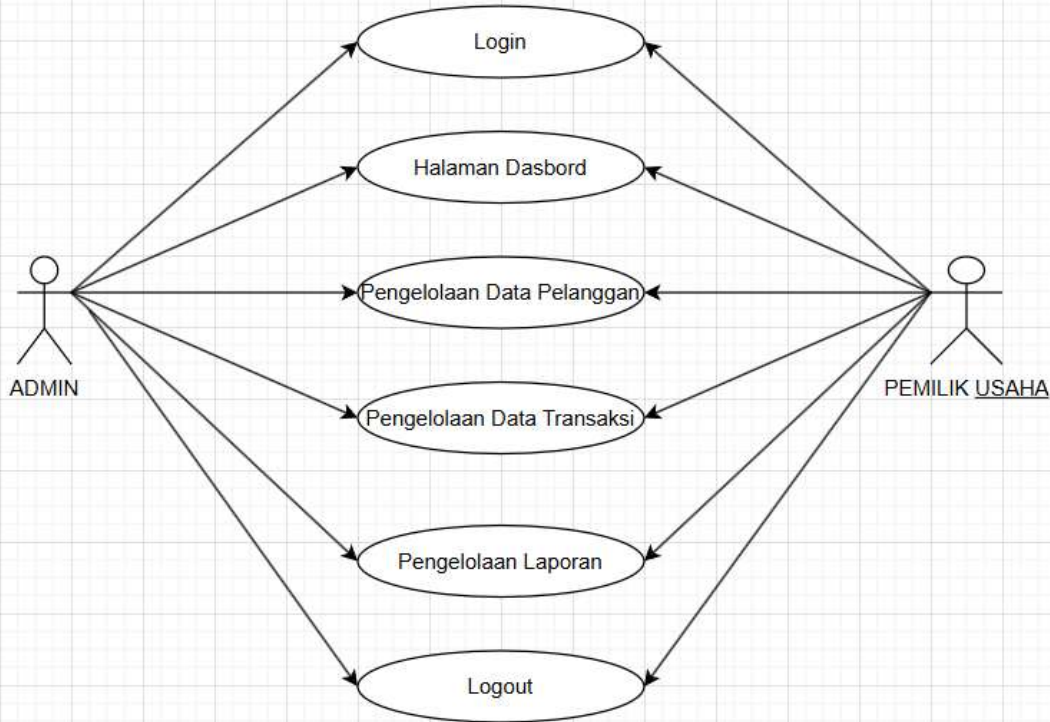 Login
Halaman Dasbord
Pengelolaan Data Pelanggan
ADMIN
PEMILIK USAHA
Pengelolaan Data Transaksi
Pengelolaan Laporan
Logout